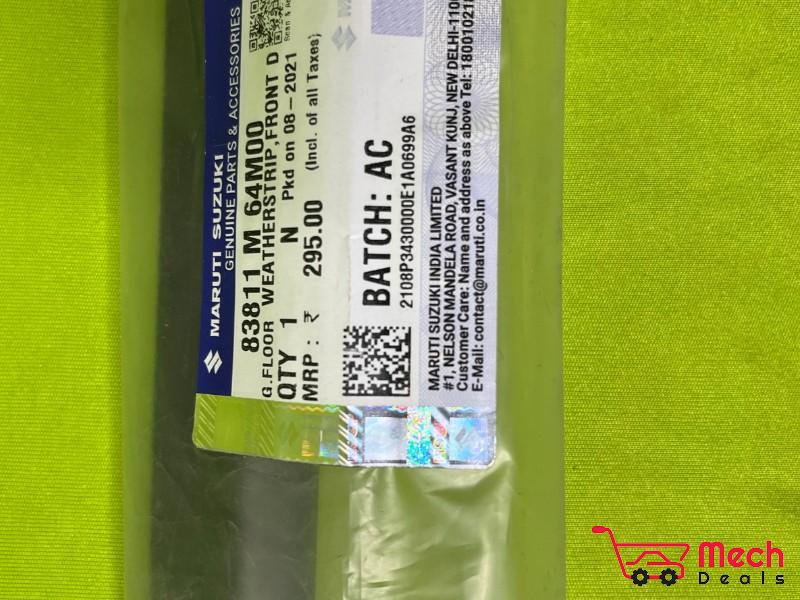 MARUTI SUZUKI
GENUINE PARTS & ACCESSORIES
83811 M 64M00
G.FLOOR WEATHERSTRIP,FRONT D
QTY 1 N Pkd on 08-2021
MRP : ₹ 295.00 (Incl. of all Taxes)
BATCH: AC
2108P3430000E1A0699A6
MARUTI SUZUKI INDIA LIMITED
#1, NELSON MANDELA ROAD, VASANT KUNJ, NEW DELHI-110
Customer Care: Name and address as above Tel: 1800102
E-Mail: contact@maruti.co.in
Mech
Deals